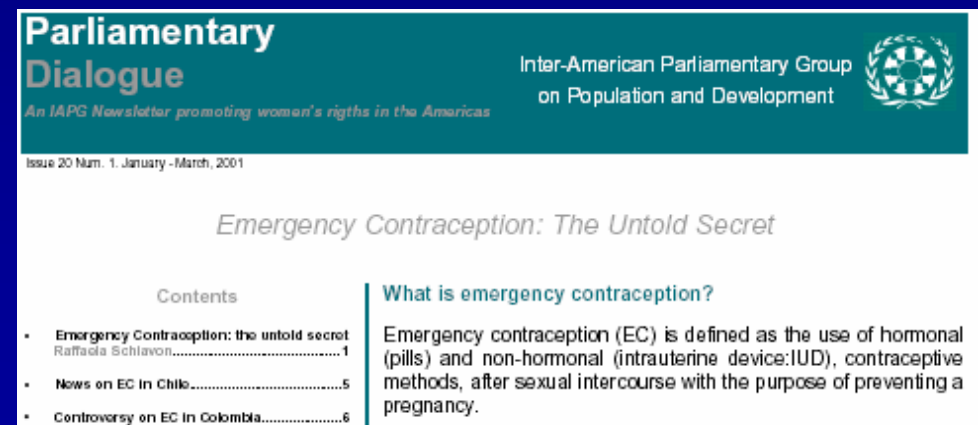 Parliamentary
Dialogue
An IAPG Newsletter promoting women's rigths in the Americas
Inter-American Parliamentary Group
on Population and Development
Issue 20 Num. 1. January - March, 2001
Emergency Contraception: The Untold Secret
Contents
• Emergency Contraception: the untold secret
Raffaela Schiavon..........................................1
• News on EC in Chile......................................5
• Controversy on EC in Colombia....................6
What is emergency contraception?
Emergency contraception (EC) is defined as the use of hormonal
(pills) and non-hormonal (intrauterine device:IUD), contraceptive
methods, after sexual intercourse with the purpose of preventing a
pregnancy.